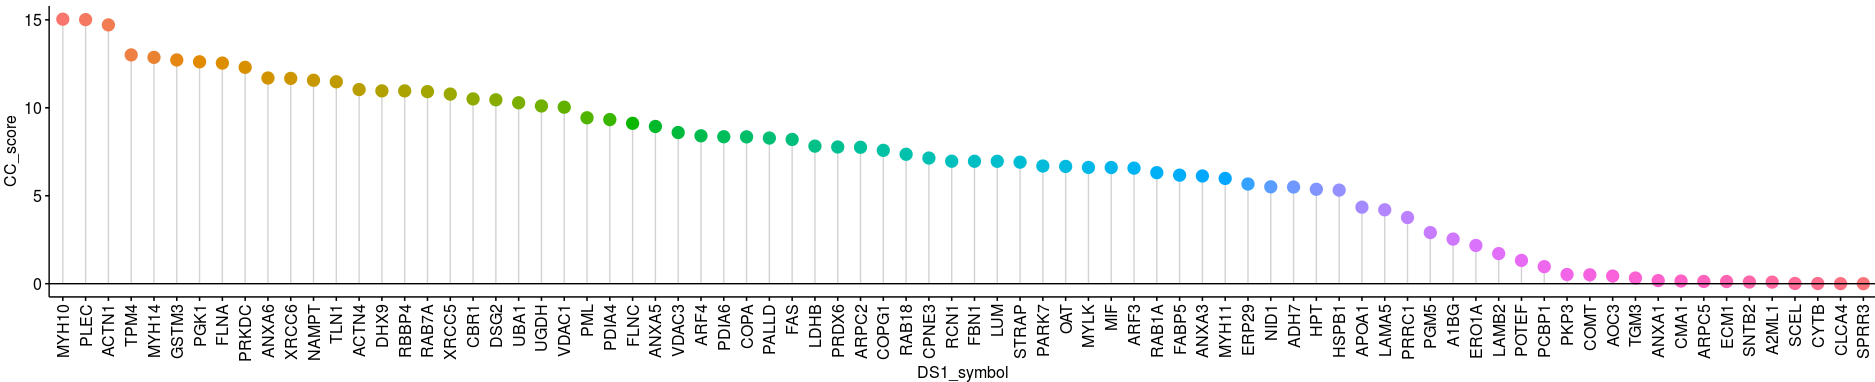 15
10
5
0
CC_score
MYH10
PLEC
ACTN1
TPM4
MYH14
GSTM3
PGK1
FLNA
PRKDC
ANXA6
XRCC6
NAMPT
TLN1
ACTN4
DHX9
RBBP4
RAB7A
XRCC5
CBR1
DSG2
UBA1
UGDH
VDAC1
PML
PDIA4
FLNC
ANXA5
VDAC3
ARF4
PDIA6
COPA
PALLD
FAS
LDHB
PRDX6
ARPC2
COPG1
RAB18
CPNE3
RCN1
FBN1
LUM
STRAP
PARK7
OAT
MYLK
MIF
ARF3
RAB1A
FABP5
ANXA3
MYH11
ERP29
NID1
ADH7
HPT
HSPB1
APOA1
LAMA5
PRRC1
PGM5
A1BG
ERO1A
LAMB2
POTEF
PCBP1
PKP3
COMT
AOC3
TGM3
ANXA1
CMA1
ARPC5
ECM1
SNTB2
A2ML1
SCEL
CYTB
CLCA4
SPRR3
DS1_symbol